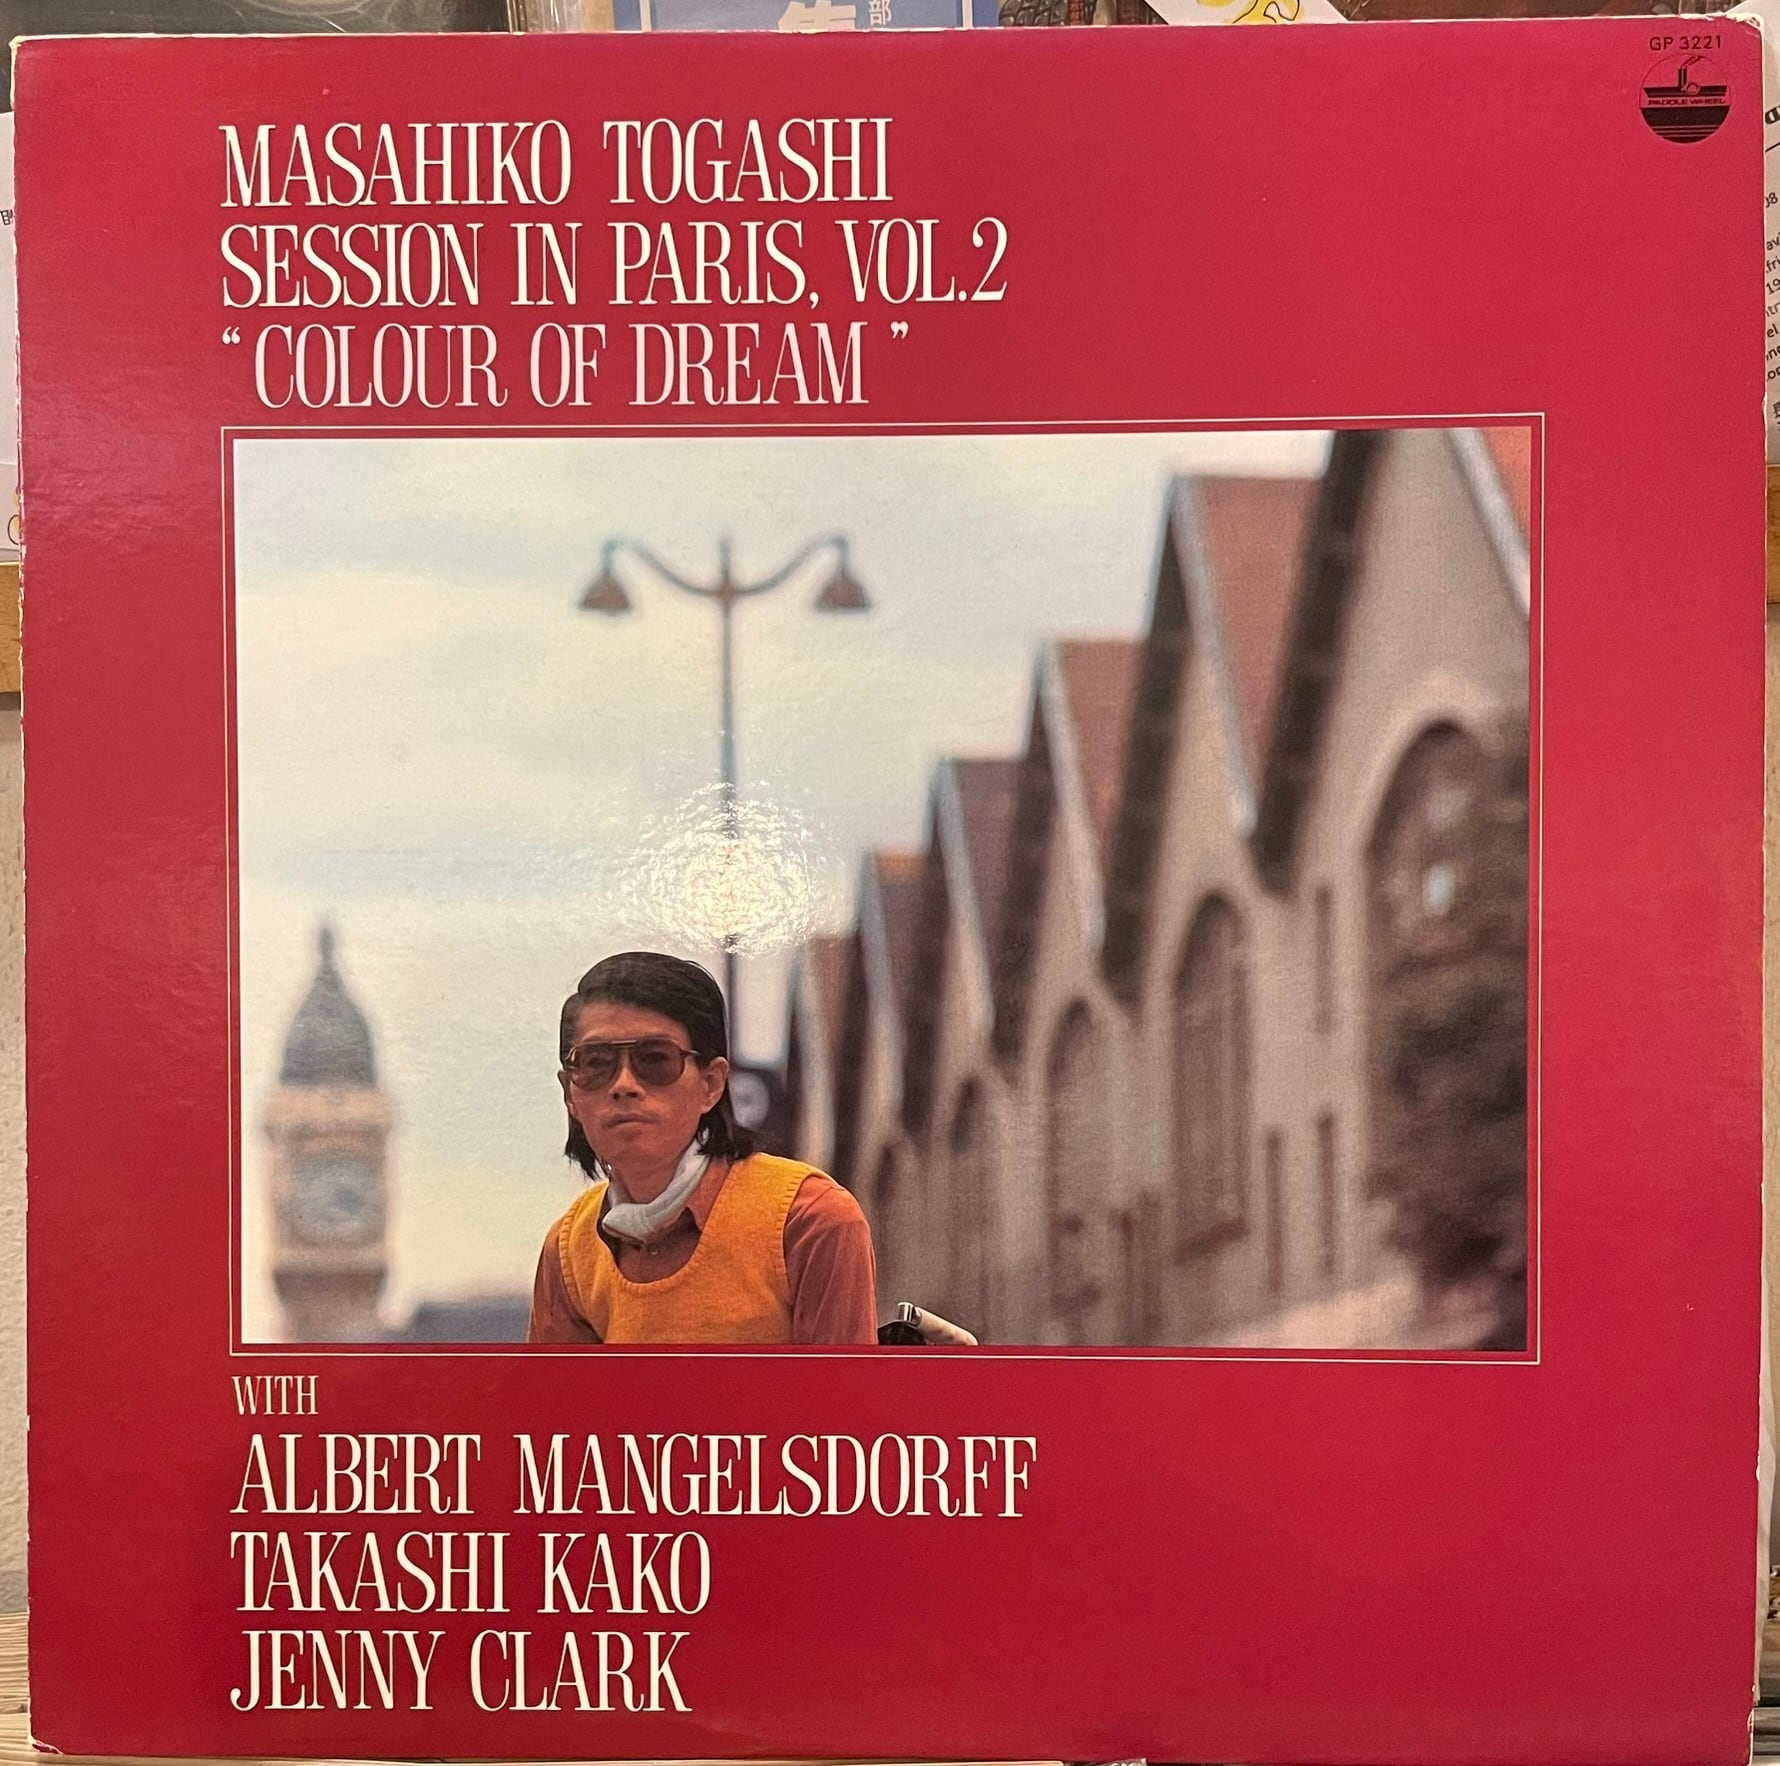 GP 3221
PADDLE WHEEL
MASAHIKO TOGASHI
SESSION IN PARIS, VOL.2
“COLOUR OF DREAM”
WITH
ALBERT MANGELSDORFF
TAKASHI KAKO
JENNY CLARK
部